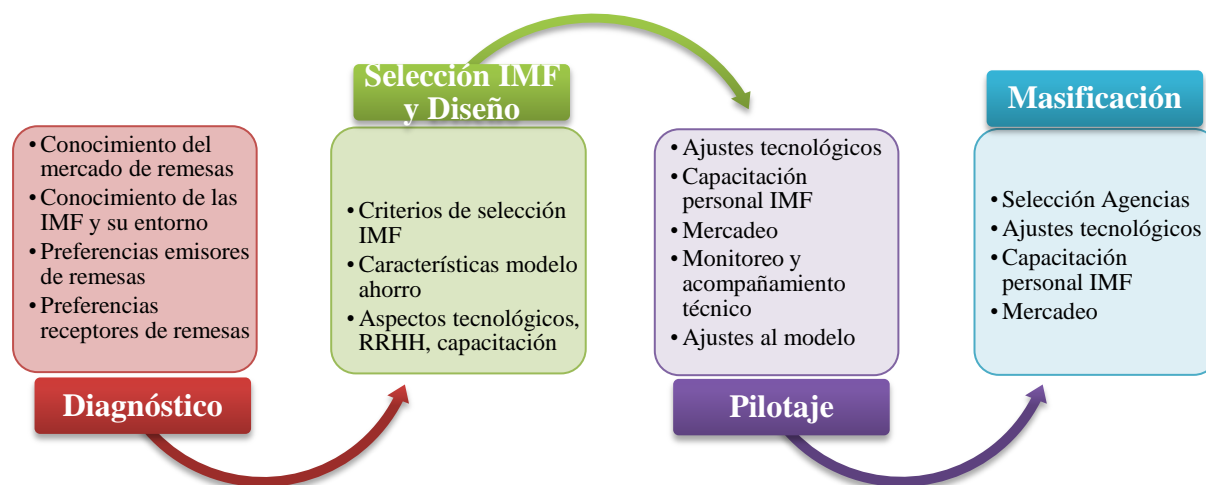 • Conocimiento del
mercado de remesas
• Conocimiento de las
IMF y su entorno
• Preferencias emisores
de remesas
• Preferencias
receptores de remesas
Diagnóstico
Selección IMF
y Diseño
• Criterios de selección
IMF
• Características modelo
ahorro
• Aspectos tecnológicos,
RRHH, capacitación
• Ajustes tecnológicos
• Capacitación
personal IMF
• Mercadeo
• Monitoreo y
acompañamiento
técnico
• Ajustes al modelo
Pilotaje
Masificación
• Selección Agencias
• Ajustes tecnológicos
• Capacitación
personal IMF
• Mercadeo